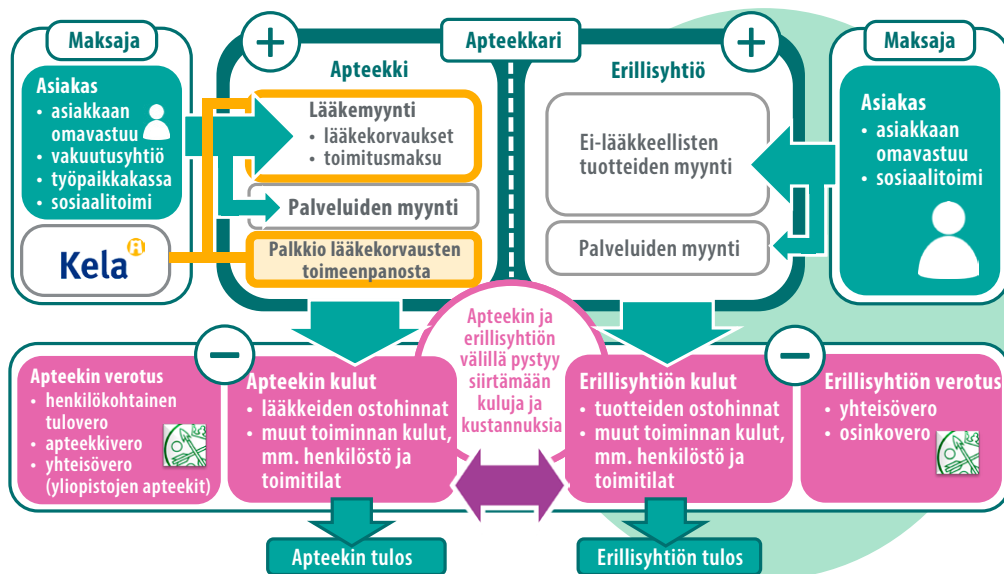 Maksaja
Asiakas
• asiakkaan
omavastuu
• vakuutusyhtiö
• työpaikkakassa
• sosiaalitoimi
Kela
Apteekkari
Apteekki
Lääkemyynti
• lääkekorvaukset
• toimitusmaksu
Palveluiden myynti
Palkkio lääkekorvausten
toimeenpanosta
Erillisyhtiö
Ei-lääkkeellisten
tuotteiden myynti
Palveluiden myynti
Maksaja
Asiakas
• asiakkaan
omavastuu
• sosiaalitoimi
Apteekin ja
erillisyhtiön
välillä pystyy
siirtämään
kuluja ja
kustannuksia
Apteekin verotus
• henkilökohtainen
tulovero
• apteekkivero
• yhteisövero
(yliopistojen apteekit)
Apteekin kulut
• lääkkeiden ostohinnat
• muut toiminnan kulut,
mm. henkilöstö ja
toimitilat
Erillisyhtiön kulut
• tuotteiden ostohinnat
• muut toiminnan kulut,
mm. henkilöstö ja
toimitilat
Erillisyhtiön verotus
• yhteisövero
• osinkovero
Apteekin tulos
Erillisyhtiön tulos